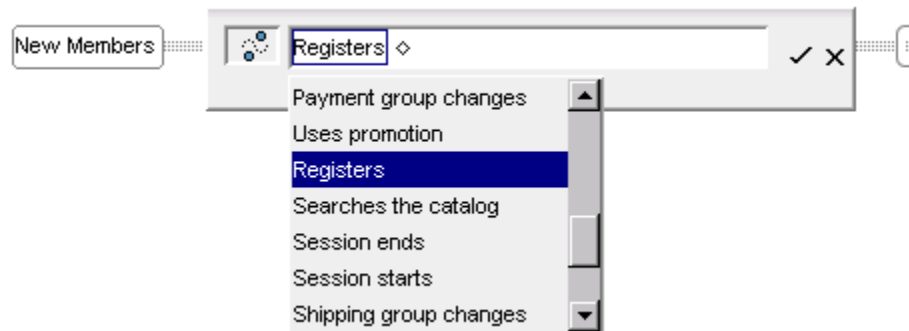 New Members
Registers
Payment group changes
Uses promotion
Registers
Searches the catalog
Session ends
Session starts
Shipping group changes